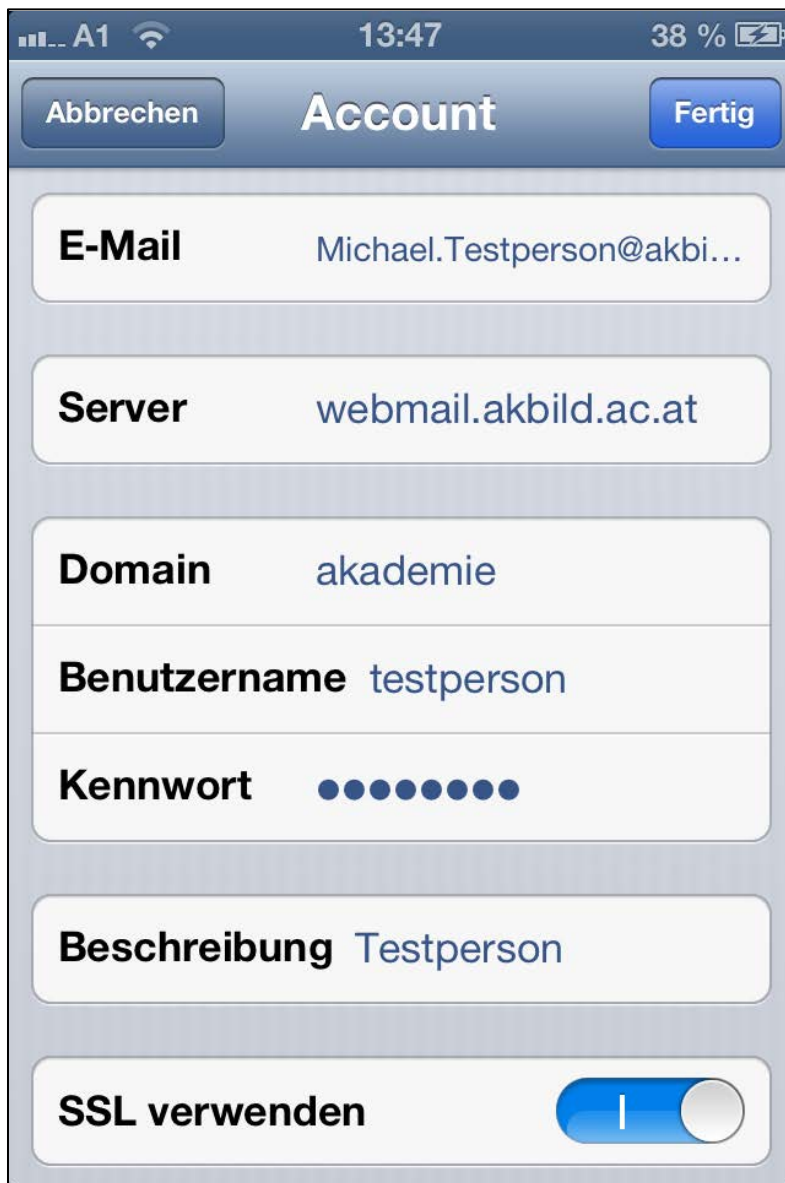 A1 13:47 38 %
Abbrechen Account Fertig
E-Mail Michael.Testperson@akbi...
Server webmail.akbild.ac.at
Domain akademie
Benutzername testperson
Kennwort ●●●●●●●●
Beschreibung Testperson
SSL verwenden